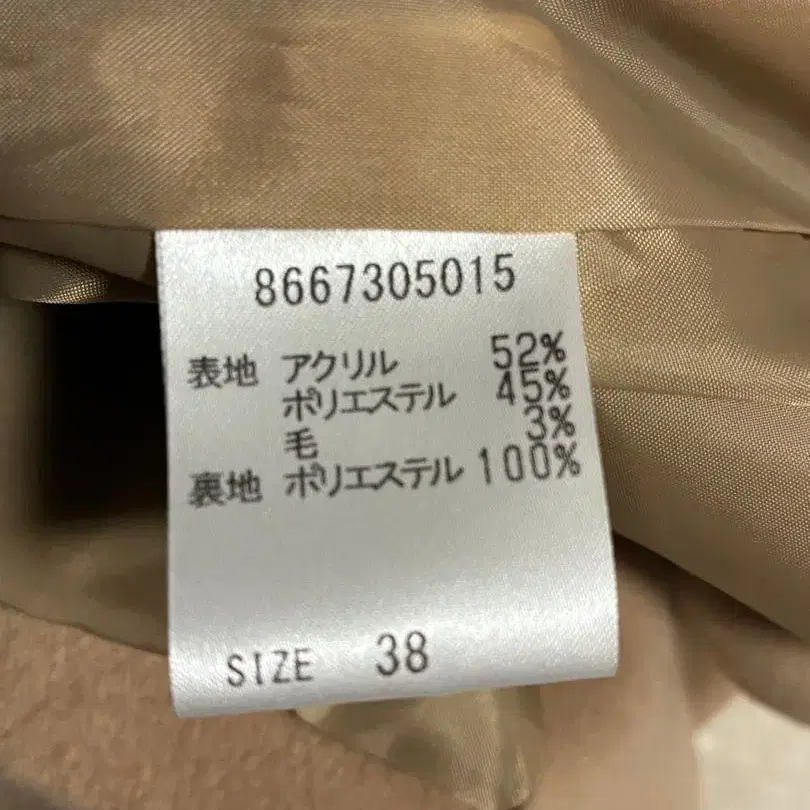 8667305015
表地 アクリル 52%
ポリエステル 45%
毛 3%
裏地 ポリエステル 100%
SIZE 38